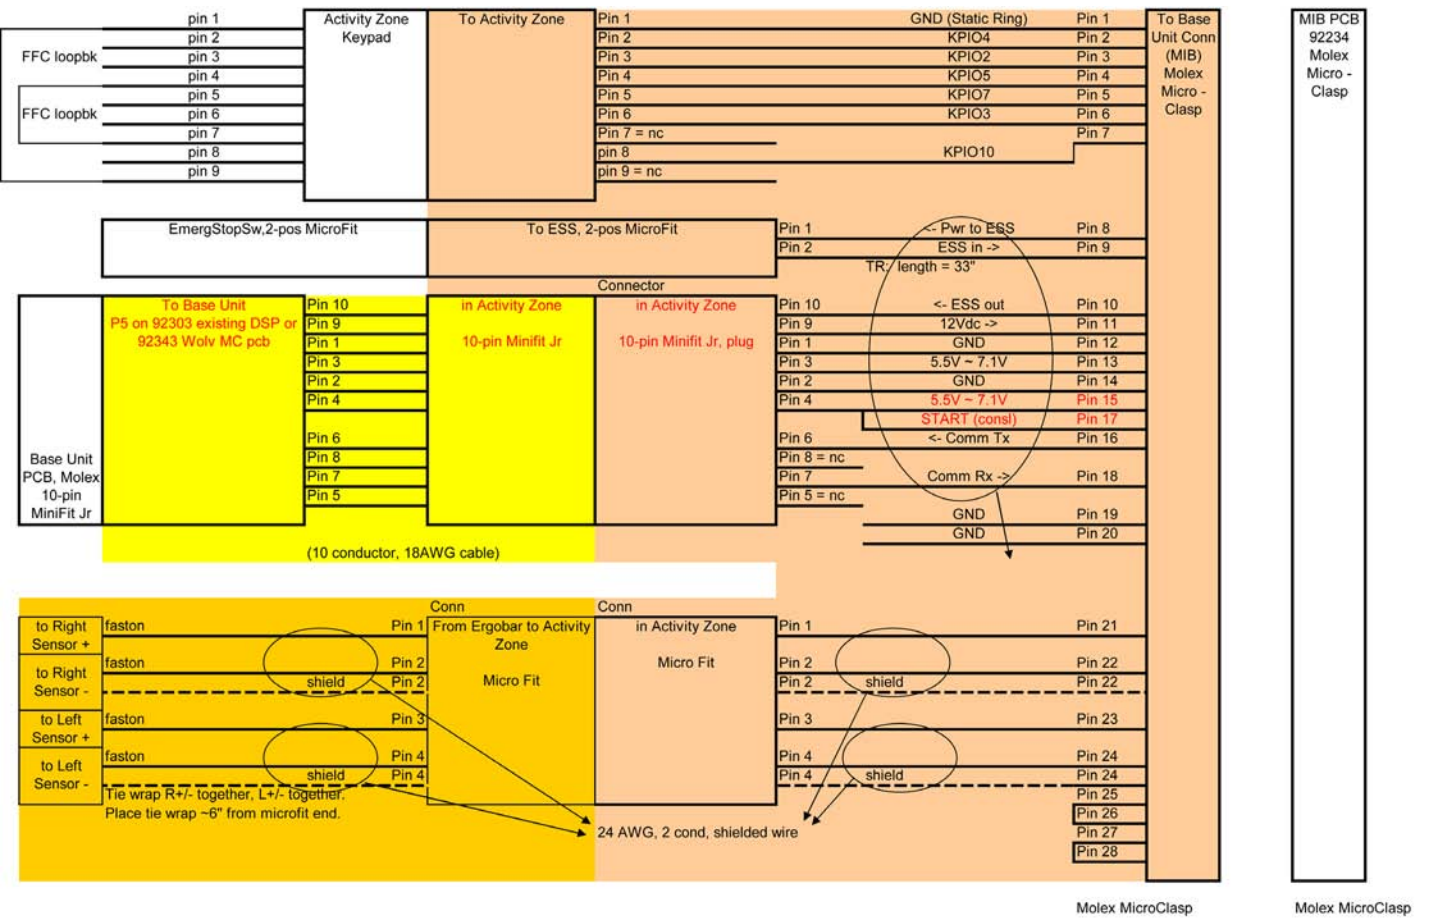 pin 1 Activity Zone To Activity Zone Pin 1 GND (Static Ring) Pin 1 To Base MIB PCB
pin 2 Keypad Pin 2 KPIO4 Pin 2 Unit Conn 92234
FFC loopbk pin 3 Pin 3 KPIO2 Pin 3 (MIB) Molex
pin 4 Pin 4 KPIO5 Pin 4 Molex Micro -
pin 5 Pin 5 KPIO7 Pin 5 Micro - Clasp
FFC loopbk pin 6 Pin 6 KPIO3 Pin 6 Clasp
pin 7 Pin 7 = nc Pin 7
pin 8 pin 8 KPIO10
pin 9 pin 9 = nc
EmergStopSw,2-pos MicroFit To ESS, 2-pos MicroFit Pin 1 <- Pwr to ESS Pin 8
Pin 2 ESS in -> Pin 9
TR: length = 33"
Connector
To Base Unit Pin 10 in Activity Zone in Activity Zone Pin 10 <- ESS out Pin 10
P5 on 92303 existing DSP or Pin 9 Pin 9 12Vdc -> Pin 11
92343 Wolv MC pcb Pin 1 10-pin Minifit Jr 10-pin Minifit Jr, plug Pin 1 GND Pin 12
Pin 3 Pin 3 5.5V ~ 7.1V Pin 13
Pin 2 Pin 2 GND Pin 14
Pin 4 Pin 4 5.5V ~ 7.1V Pin 15
START (consl) Pin 17
Pin 6 Pin 6 <- Comm Tx Pin 16
Base Unit Pin 8 Pin 8 = nc
PCB, Molex Pin 7 Pin 7 Comm Rx -> Pin 18
10-pin Pin 5 Pin 5 = nc
MiniFit Jr GND Pin 19
GND Pin 20
(10 conductor, 18AWG cable)
Conn Conn
to Right faston Pin 1 From Ergobar to Activity in Activity Zone Pin 1 Pin 21
Sensor + Zone
to Right faston Pin 2 Micro Fit Pin 2 Pin 22
Sensor - shield Pin 2 Micro Fit Pin 2 shield Pin 22
to Left faston Pin 3 Pin 3 Pin 23
Sensor +
to Left faston Pin 4 Pin 4 Pin 24
Sensor - shield Pin 4 Pin 4 shield Pin 24
Tie wrap R+/- together, L+/- together. Pin 25
Place tie wrap ~6" from microfit end. Pin 26
24 AWG, 2 cond, shielded wire Pin 27
Pin 28
Molex MicroClasp Molex MicroClasp